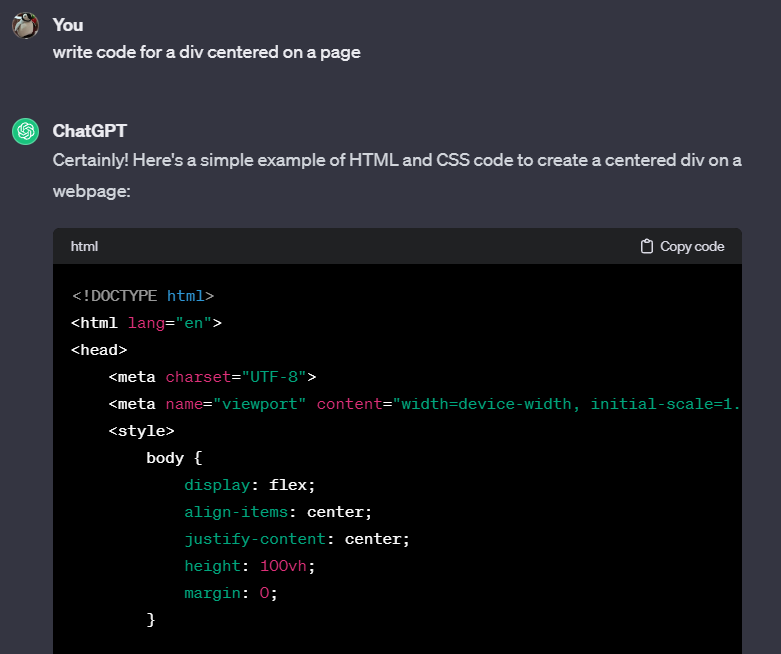 You
write code for a div centered on a page
ChatGPT
Certainly! Here's a simple example of HTML and CSS code to create a centered div on a
webpage:
html Copy code
<!DOCTYPE html>
<html lang="en">
<head>
    <meta charset="UTF-8">
    <meta name="viewport" content="width=device-width, initial-scale=1.
    <style>
        body {
            display: flex;
            align-items: center;
            justify-content: center;
            height: 100vh;
            margin: 0;
        }